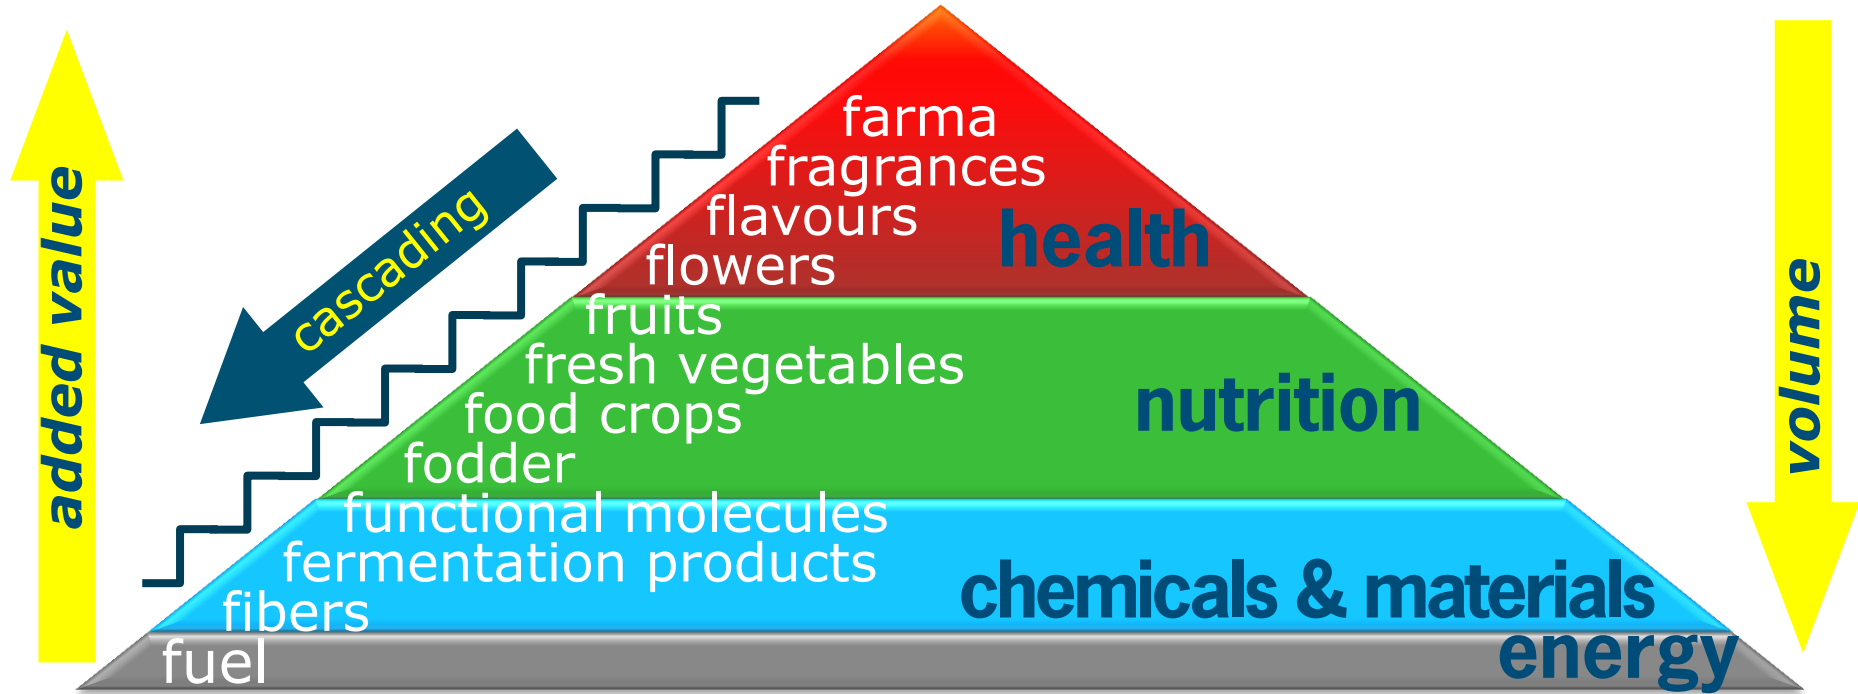 added value
cascading
farma
fragrances
flavours
flowers
health
fruits
fresh vegetables
food crops
fodder
nutrition
functional molecules
fermentation products
fibers
chemicals & materials
fuel
energy
volume